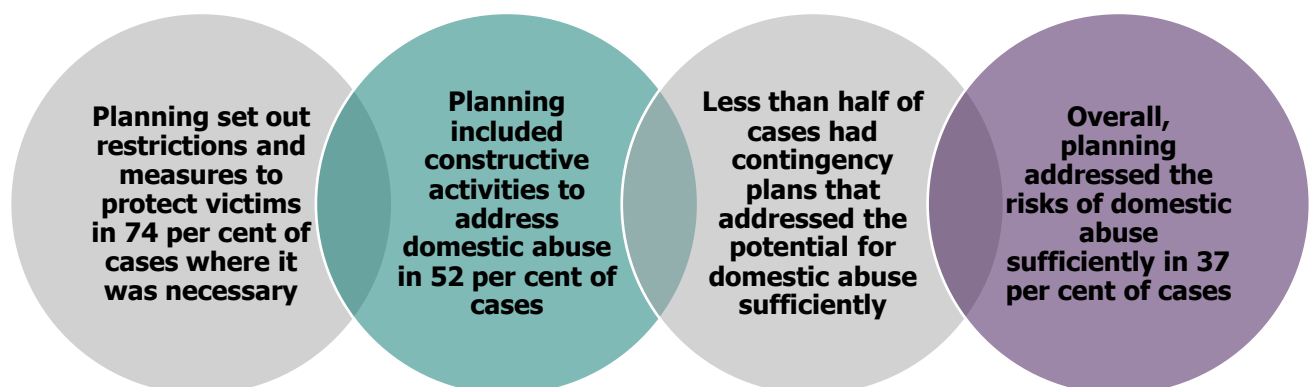 Planning set out
restrictions and
measures to
protect victims
in 74 per cent of
cases where it
was necessary
Planning
included
constructive
activities to
address
domestic abuse
in 52 per cent of
cases
Less than half of
cases had
contingency
plans that
addressed the
potential for
domestic abuse
sufficiently
Overall,
planning
addressed the
risks of domestic
abuse
sufficiently in 37
per cent of cases